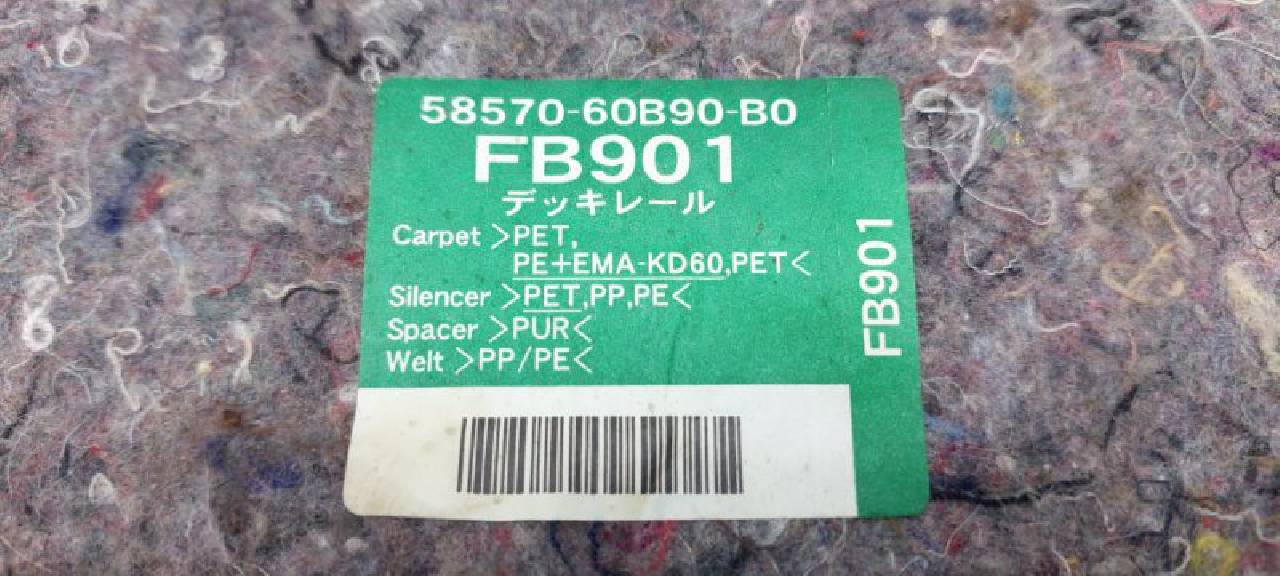 58570-60B90-B0
FB901
デッキレール
Carpet >PET,
PE+EMA-KD60,PET<
Silencer >PET,PP,PE<
Spacer >PUR<
Welt >PP/PE<
FB901